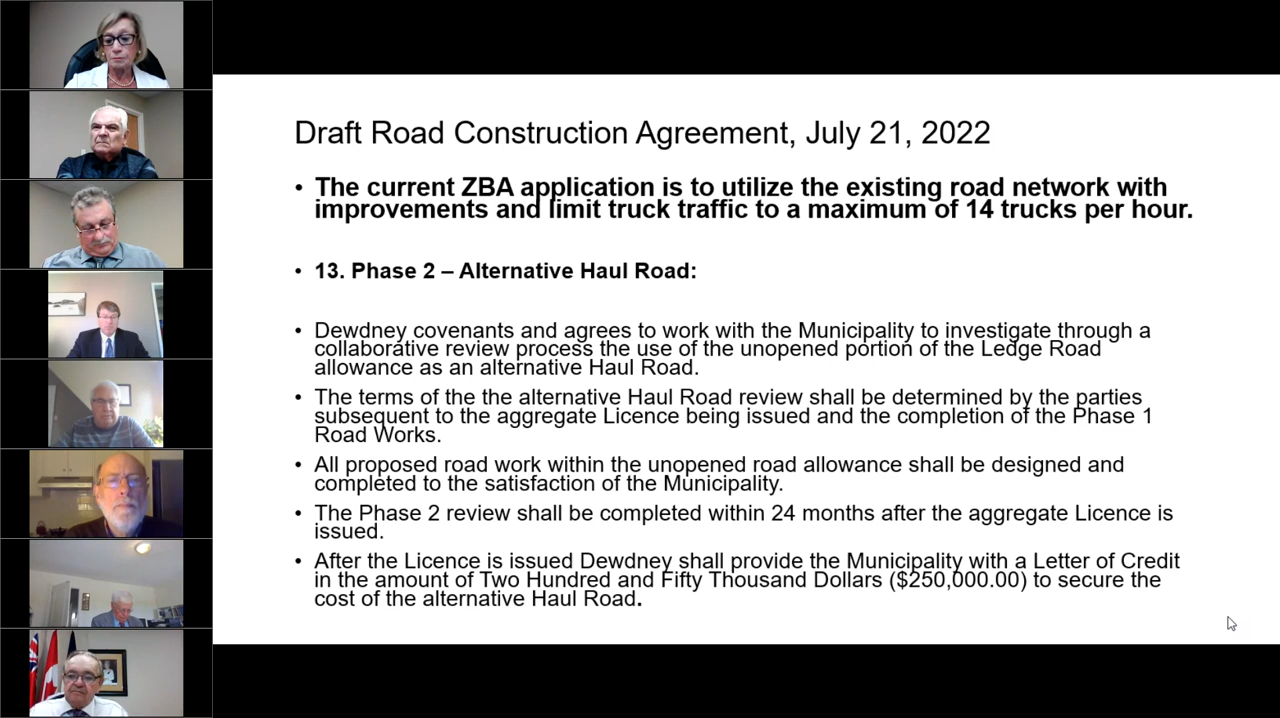 Draft Road Construction Agreement, July 21, 2022
• The current ZBA application is to utilize the existing road network with
improvements and limit truck traffic to a maximum of 14 trucks per hour.
• 13. Phase 2 – Alternative Haul Road:
• Dewdney covenants and agrees to work with the Municipality to investigate through a
collaborative review process the use of the unopened portion of the Ledge Road
allowance as an alternative Haul Road.
• The terms of the the alternative Haul Road review shall be determined by the parties
subsequent to the aggregate Licence being issued and the completion of the Phase 1
Road Works.
• All proposed road work within the unopened road allowance shall be designed and
completed to the satisfaction of the Municipality.
• The Phase 2 review shall be completed within 24 months after the aggregate Licence is
issued.
• After the Licence is issued Dewdney shall provide the Municipality with a Letter of Credit
in the amount of Two Hundred and Fifty Thousand Dollars ($250,000.00) to secure the
cost of the alternative Haul Road.